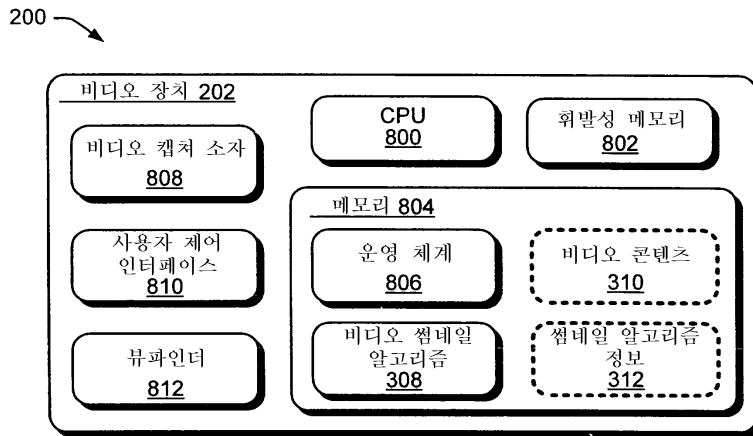 200
비디오 장치 202
CPU
800
휘발성 메모리
802
비디오 캡쳐 소자
808
메모리 804
사용자 제어
인터페이스
810
운영 체계
806
비디오 콘텐츠
310
뷰파인더
812
비디오 썸네일
알고리즘
308
썸네일 알고리즘
정보
312